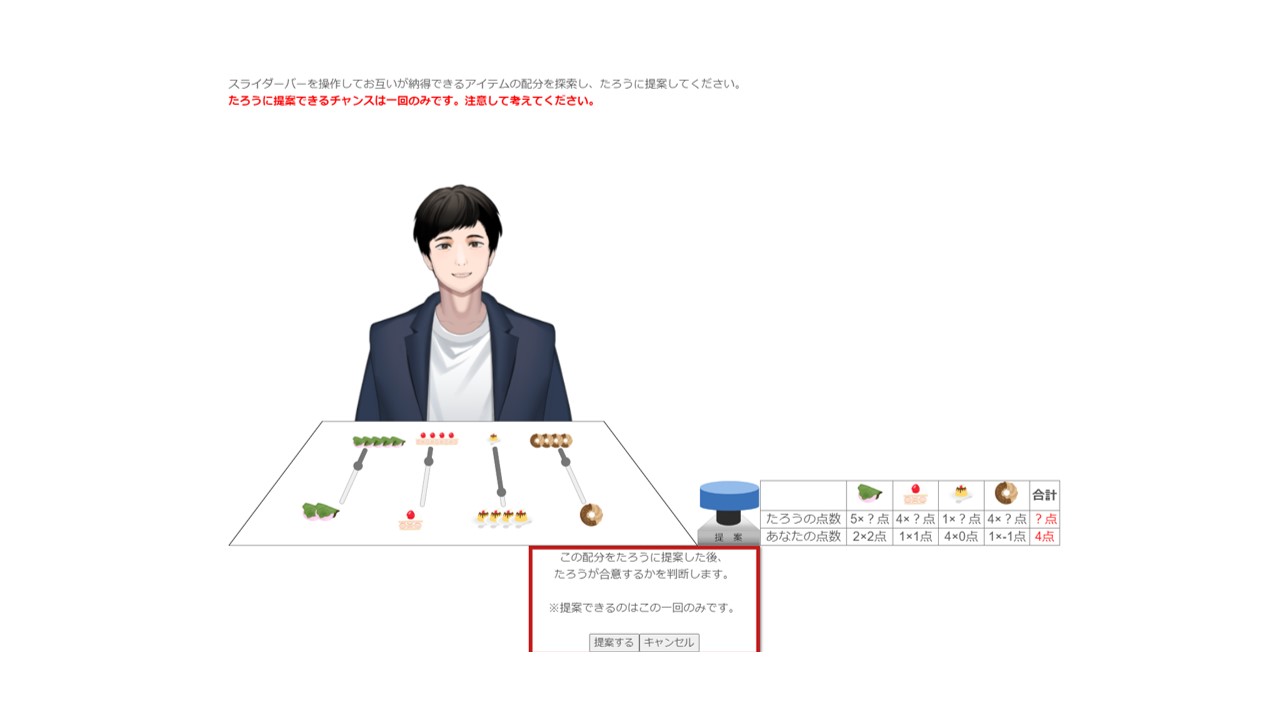 スライダーバーを操作してお互いが納得できるアイテムの配分を探索し、たろうに提案してください。
たろうに提案できるチャンスは一回のみです。注意して考えてください。
合計
たろうの点数 5×？点 4×？点 1×？点 4×？点 ？点
あなたの点数 2×2点 1×1点 4×0点 1×-1点 4点
提 案
この配分をたろうに提案した後、
たろうが合意するかを判断します。
※提案できるのはこの一回のみです。
提案する キャンセル